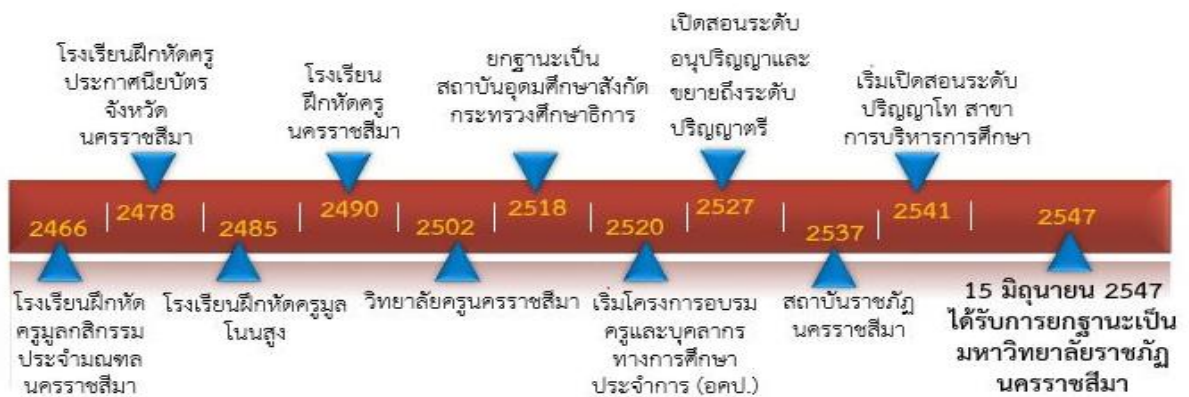 โรงเรียนฝึกหัดครู
ประกาศนียบัตร
จังหวัด
นครราชสีมา
โรงเรียน
ฝึกหัดครู
นครราชสีมา
ยกฐานะเป็น
สถาบันอุดมศึกษาสังกัด
กระทรวงศึกษาธิการ
เปิดสอนระดับ
อนุปริญญาและ
ขยายถึงระดับ
ปริญญาตรี
เริ่มเปิดสอนระดับ
ปริญญาโท สาขา
การบริหารการศึกษา
2466
2478
2485
2490
2502
2518
2520
2527
2537
2541
2547
โรงเรียนฝึกหัด
ครูมูลกสิกรรม
ประจำมณฑล
นครราชสีมา
โรงเรียนฝึกหัดครูมูล
โนนสูง
วิทยาลัยครูนครราชสีมา
เริ่มโครงการอบรม
ครูและบุคลากร
ทางการศึกษา
ประจำการ (อคป.)
สถาบันราชภัฏ
นครราชสีมา
15 มิถุนายน 2547
ได้รับการยกฐานะเป็น
มหาวิทยาลัยราชภัฏ
นครราชสีมา